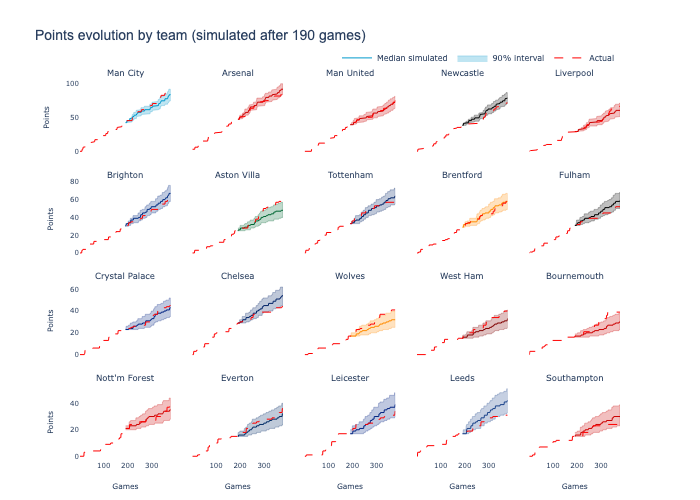 Points evolution by team (simulated after 190 games)
Median simulated 90% interval Actual
Man City Arsenal Man United Newcastle Liverpool
100
50
0
Points
Brighton Aston Villa Tottenham Brentford Fulham
80
60
40
20
0
Points
Crystal Palace Chelsea Wolves West Ham Bournemouth
60
40
20
0
Points
Nott'm Forest Everton Leicester Leeds Southampton
40
20
0
Points
100 200 300 100 200 300 100 200 300 100 200 300 100 200 300
Games Games Games Games Games